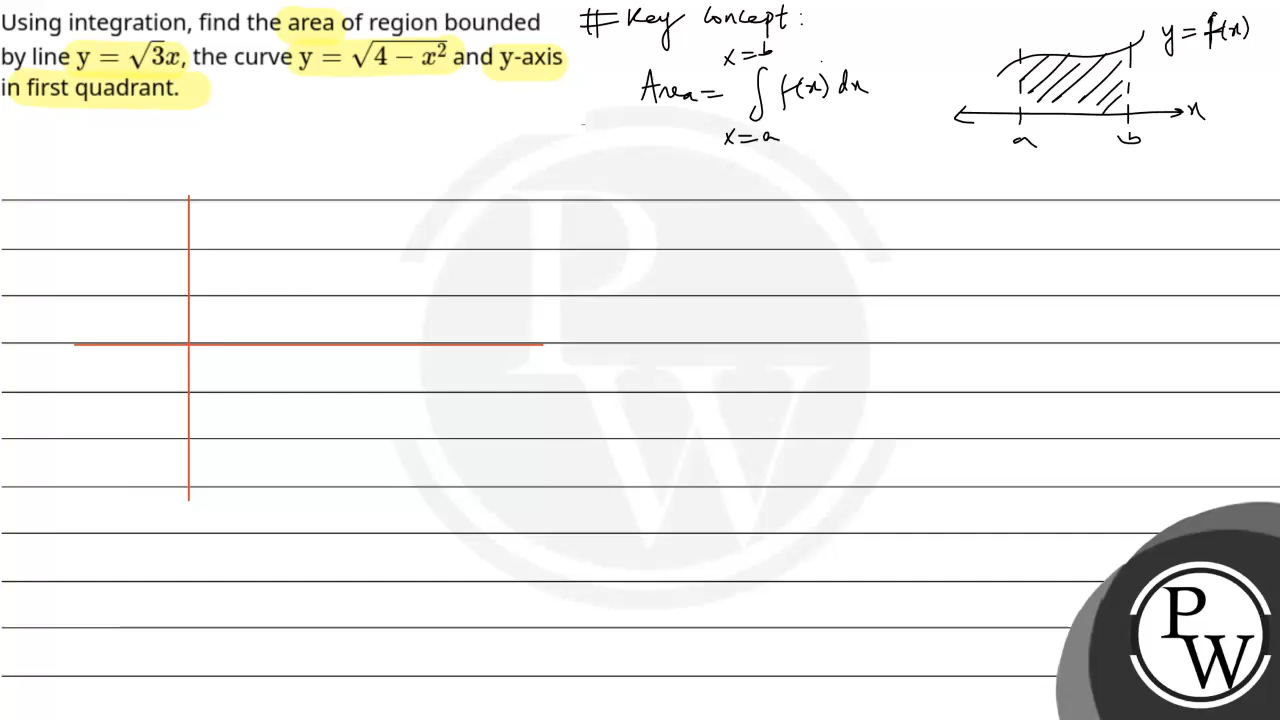 Using integration, find the area of region bounded
by line y = √3x, the curve y = √(4 − x²) and y-axis
in first quadrant.
# Key Concept :
x=b
Area = ∫ f(x) dx
x=a
y = f(x)
x
a b
P
W
P
W